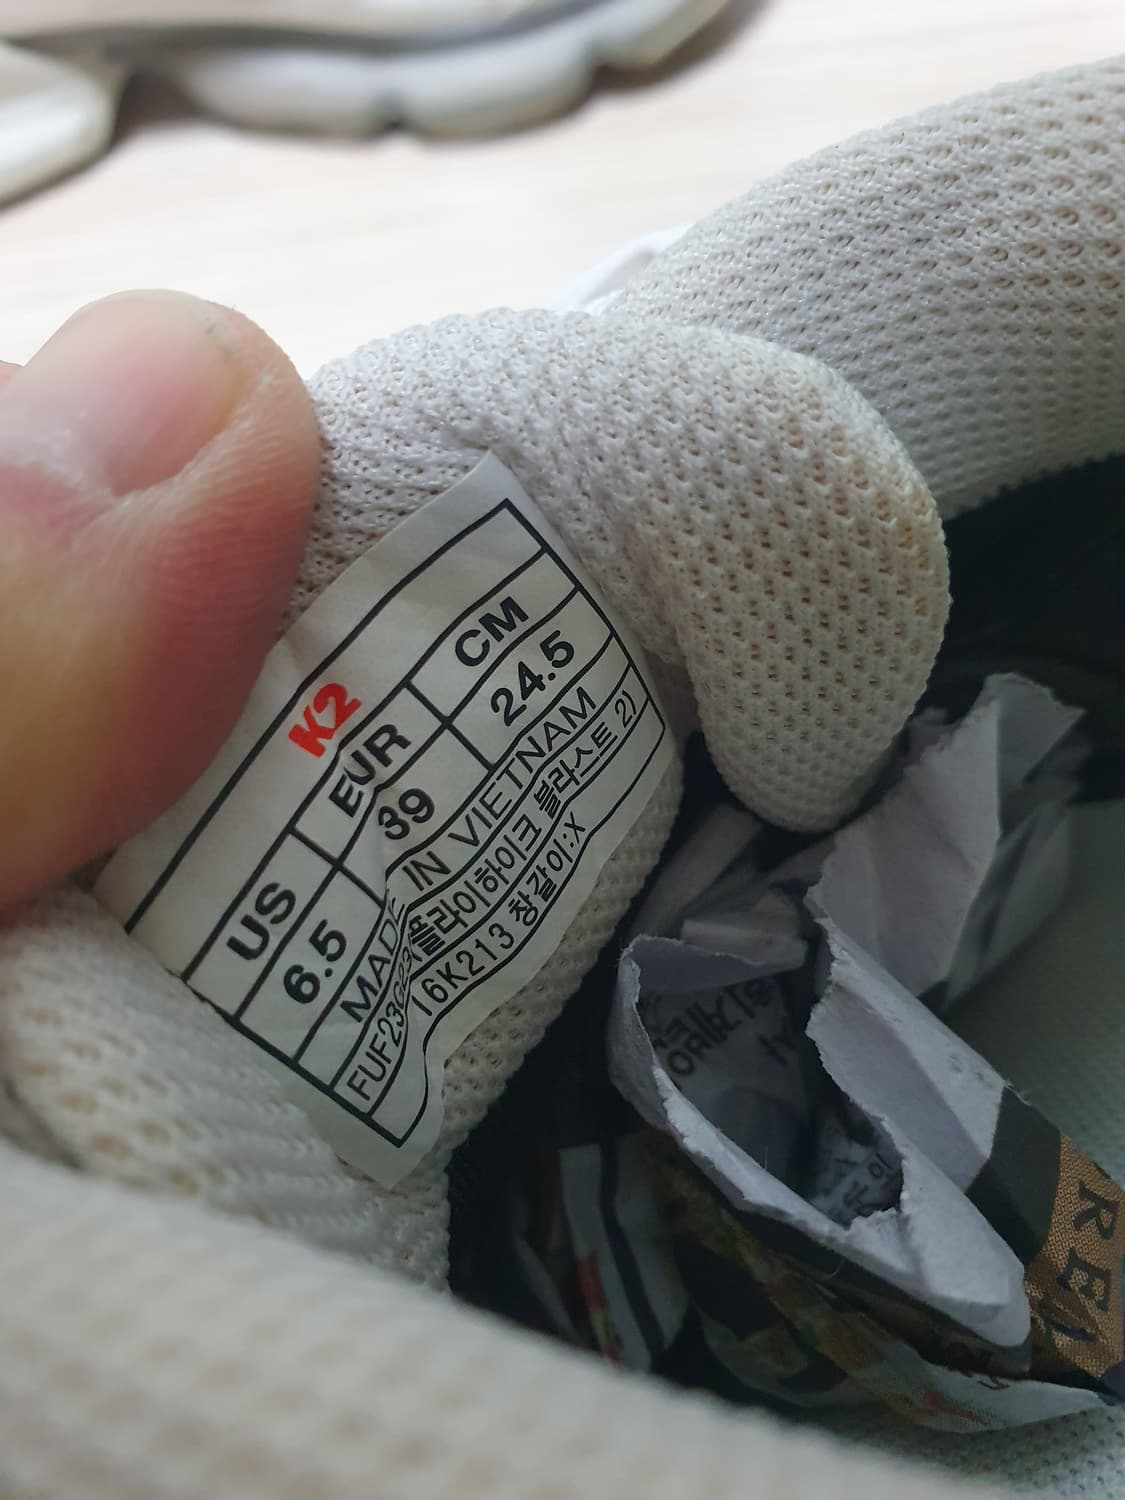 K2
US EUR CM
6.5 39 24.5
MADE IN VIETNAM
(플라이하이크 블라스트 2)
16K213 창갈이:X
REI